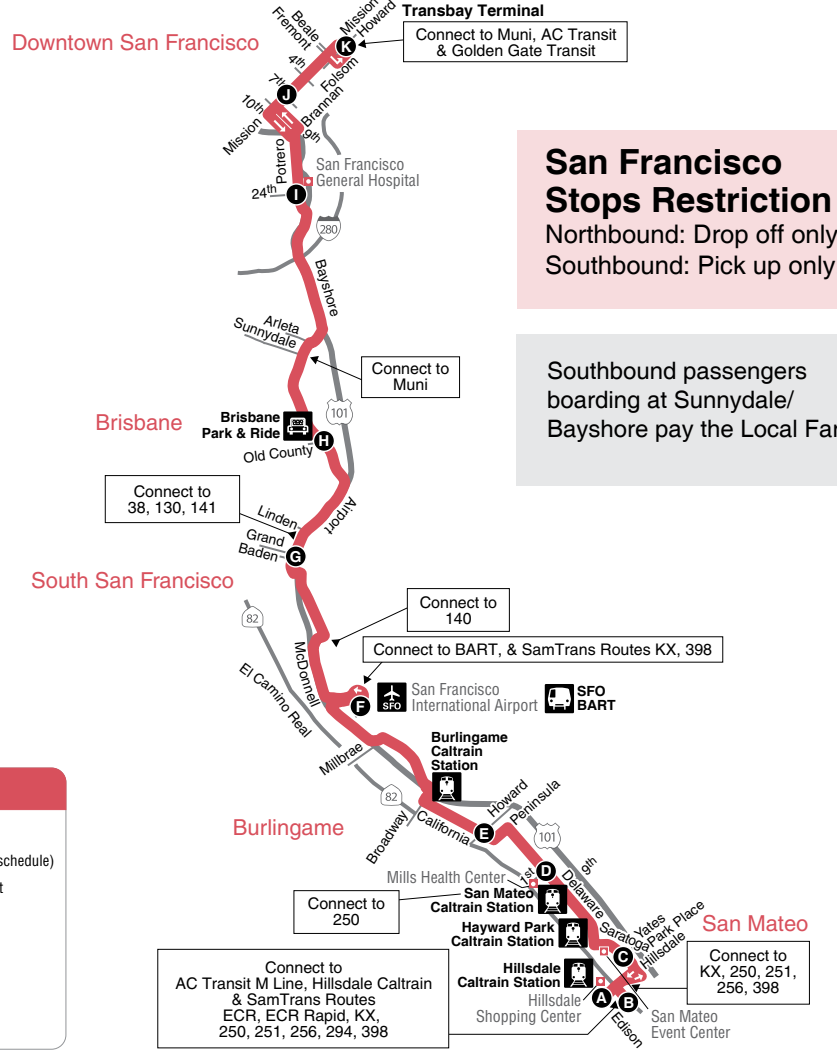 Transbay Terminal
Mission
Howard
Beale
Fremont
K
Downtown San Francisco
Connect to Muni, AC Transit
& Golden Gate Transit
4th
Folsom
7th
J
10th
Brannan
9th
Mission
Potrero
San Francisco
General Hospital
24th
I
280
San Francisco
Stops Restriction
Northbound: Drop off only
Southbound: Pick up only
Bayshore
Arleta
Sunnydale
Connect to
Muni
Southbound passengers
boarding at Sunnydale/
Bayshore pay the Local Far
101
Brisbane
Brisbane
Park & Ride
H
Old County
Connect to
38, 130, 141
Airport
Linden
Grand
Baden
G
South San Francisco
82
Connect to
140
McDonnell
Connect to BART, & SamTrans Routes KX, 398
El Camino Real
F
SFO
San Francisco
International Airport
SFO
BART
Millbrae
Burlingame
Caltrain
Station
82
Broadway
California
Burlingame
Howard
Peninsula
E
101
schedule)
t
D
9th
Mills Health Center
1st
Delaware
San Mateo
Caltrain Station
Connect to
250
Hayward Park
Caltrain Station
Saratoga
Yates
Park Place
Hillsdale
San Mateo
C
Connect to
KX, 250, 251,
256, 398
Connect to
AC Transit M Line, Hillsdale Caltrain
& SamTrans Routes
ECR, ECR Rapid, KX,
250, 251, 256, 294, 398
Hillsdale
Caltrain Station
Hillsdale
Shopping Center
A
B
Edison
San Mateo
Event Center